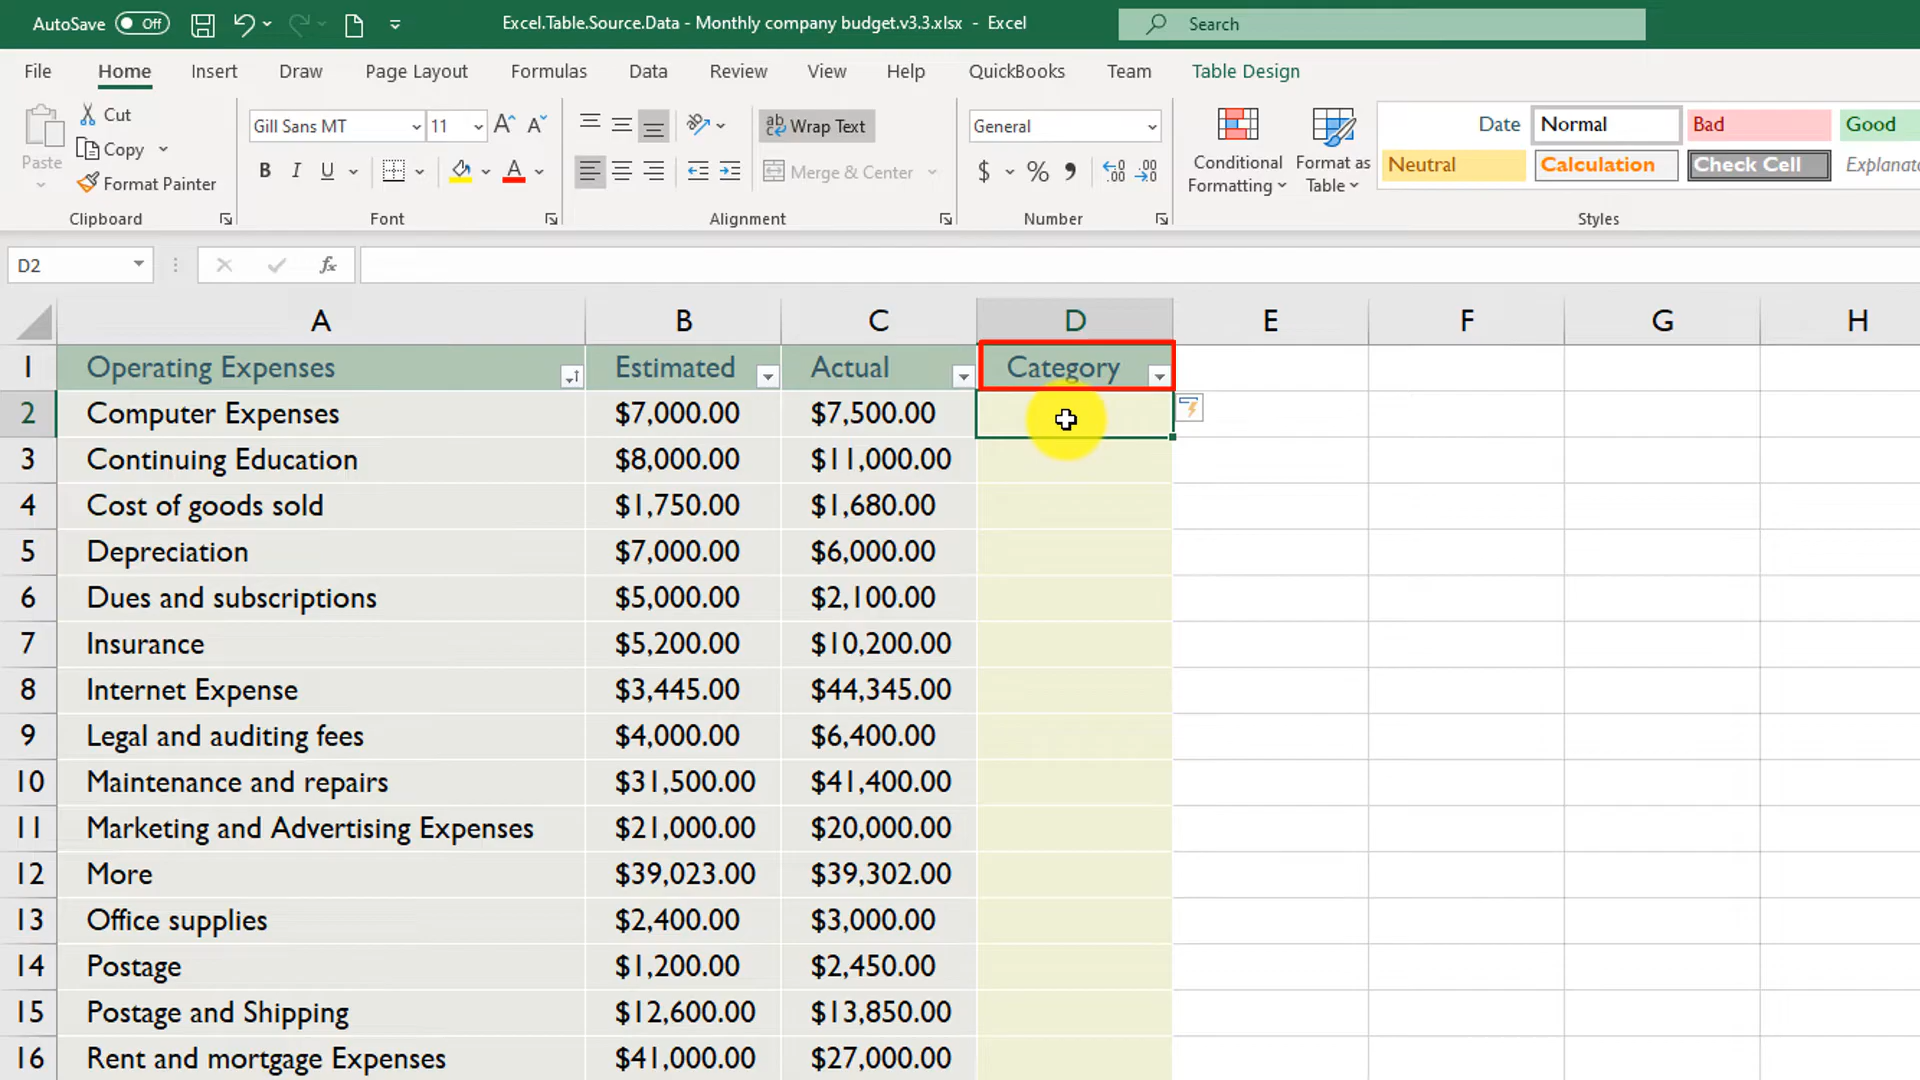 AutoSave Off Excel.Table.Source.Data - Monthly company budget.v3.3.xlsx - Excel Search
File Home Insert Draw Page Layout Formulas Data Review View Help QuickBooks Team Table Design
Paste Cut Copy Format Painter
Clipboard
Gill Sans MT 11 A A
B I U A
Font
ab Wrap Text
Merge & Center
Alignment
General
$ % , .00 .00
Number
Conditional Formatting Format as Table
Date Normal Bad Good
Neutral Calculation Check Cell Explana
Styles
D2 fx
A B C D E F G H
1 Operating Expenses Estimated Actual Category
2 Computer Expenses $7,000.00 $7,500.00
3 Continuing Education $8,000.00 $11,000.00
4 Cost of goods sold $1,750.00 $1,680.00
5 Depreciation $7,000.00 $6,000.00
6 Dues and subscriptions $5,000.00 $2,100.00
7 Insurance $5,200.00 $10,200.00
8 Internet Expense $3,445.00 $44,345.00
9 Legal and auditing fees $4,000.00 $6,400.00
10 Maintenance and repairs $31,500.00 $41,400.00
11 Marketing and Advertising Expenses $21,000.00 $20,000.00
12 More $39,023.00 $39,302.00
13 Office supplies $2,400.00 $3,000.00
14 Postage $1,200.00 $2,450.00
15 Postage and Shipping $12,600.00 $13,850.00
16 Rent and mortgage Expenses $41,000.00 $27,000.00